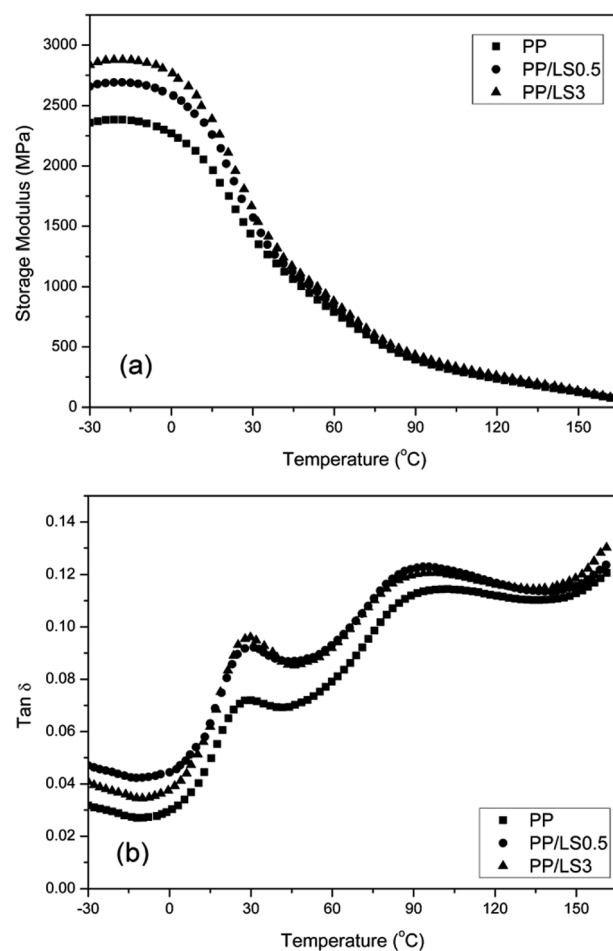 3000
2500
2000
1500
1000
500
0
Storage Modulus (MPa)
PP
PP/LS0.5
PP/LS3
(a)
-30 0 30 60 90 120 150
Temperature (°C)
0.14
0.12
0.10
0.08
0.06
0.04
0.02
0.00
Tan δ
PP
PP/LS0.5
PP/LS3
(b)
-30 0 30 60 90 120 150
Temperature (°C)